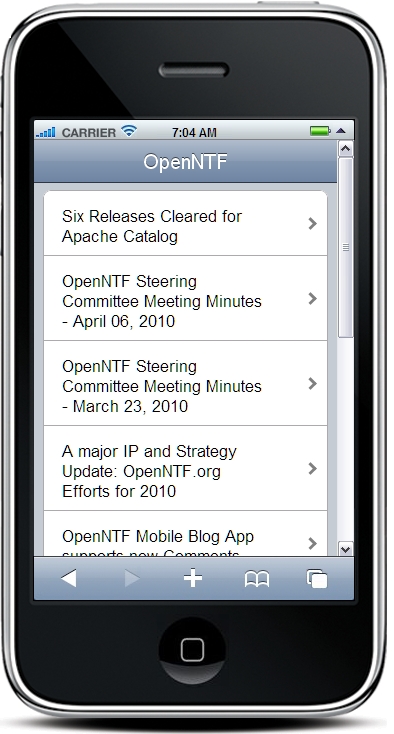 CARRIER 7:04 AM
OpenNTF
Six Releases Cleared for
Apache Catalog
OpenNTF Steering
Committee Meeting Minutes
- April 06, 2010
OpenNTF Steering
Committee Meeting Minutes
- March 23, 2010
A major IP and Strategy
Update: OpenNTF.org
Efforts for 2010
OpenNTF Mobile Blog App
supports now Comments